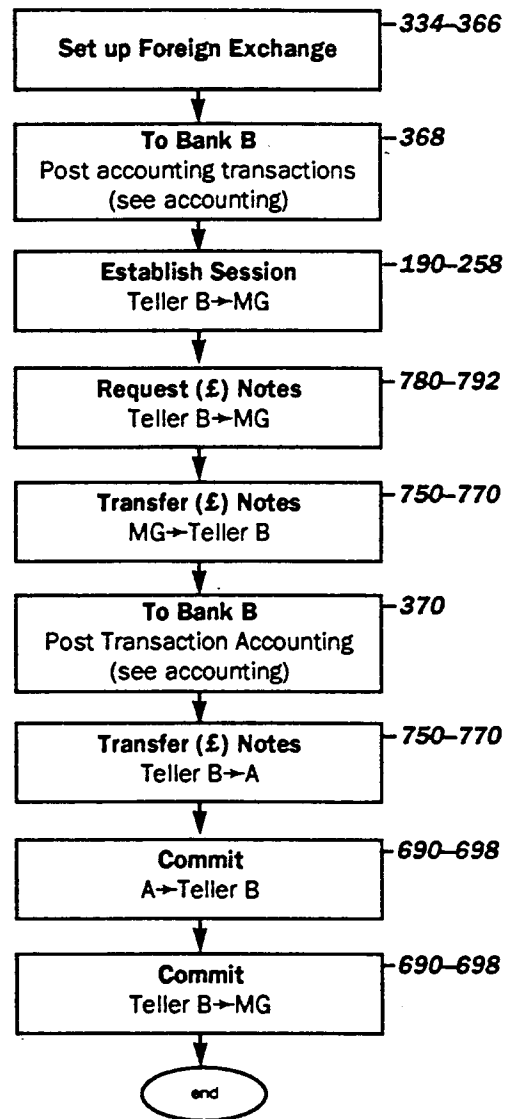 334–366
Set up Foreign Exchange
368
To Bank B
Post accounting transactions
(see accounting)
190–258
Establish Session
Teller B→MG
780–792
Request (£) Notes
Teller B→MG
750–770
Transfer (£) Notes
MG→Teller B
370
To Bank B
Post Transaction Accounting
(see accounting)
750–770
Transfer (£) Notes
Teller B→A
690–698
Commit
A→Teller B
690–698
Commit
Teller B→MG
end